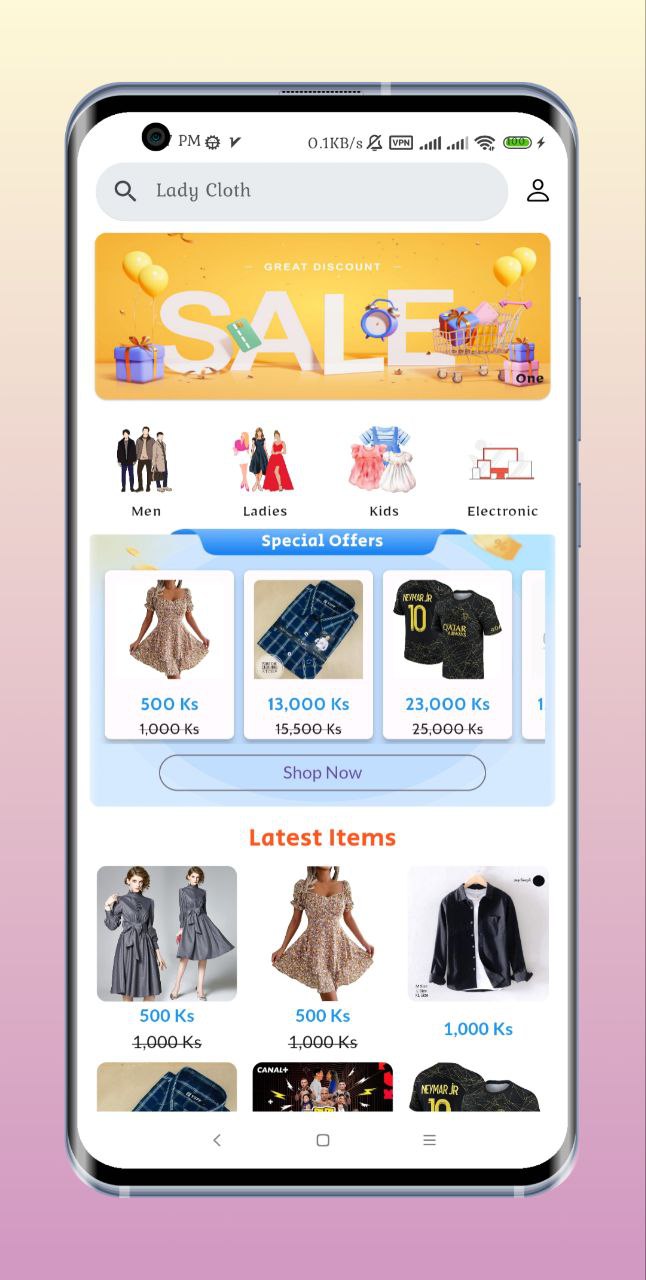 PM
0.1KB/s VPN 100
Lady Cloth
GREAT DISCOUNT
SALE
One
Men Ladies Kids Electronic
Special Offers
NEYMAR JR
10
QATAR
AIRWAYS
500 Ks 13,000 Ks 23,000 Ks 1
1,000 Ks 15,500 Ks 25,000 Ks
Shop Now
Latest Items
500 Ks 500 Ks 1,000 Ks
1,000 Ks 1,000 Ks
CANAL+
NEYMAR JR
10